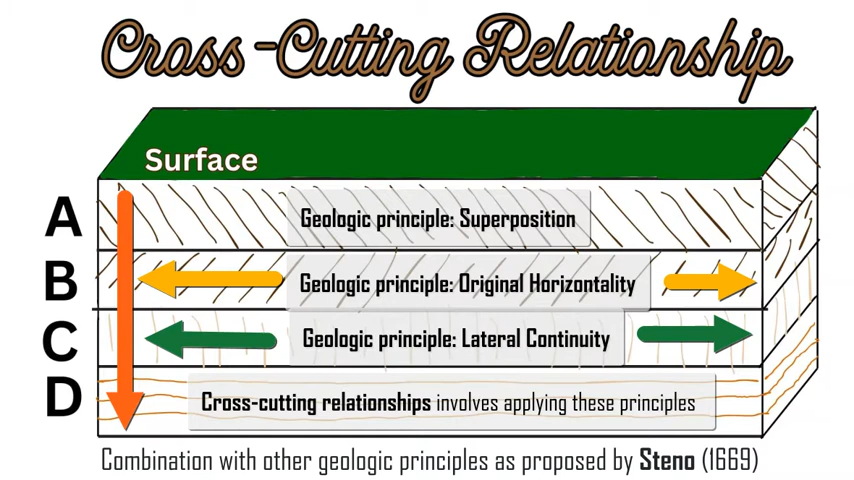 Cross-Cutting Relationship
Surface
A
Geologic principle: Superposition
B
Geologic principle: Original Horizontality
C
Geologic principle: Lateral Continuity
D
Cross-cutting relationships involves applying these principles
Combination with other geologic principles as proposed by Steno (1669)